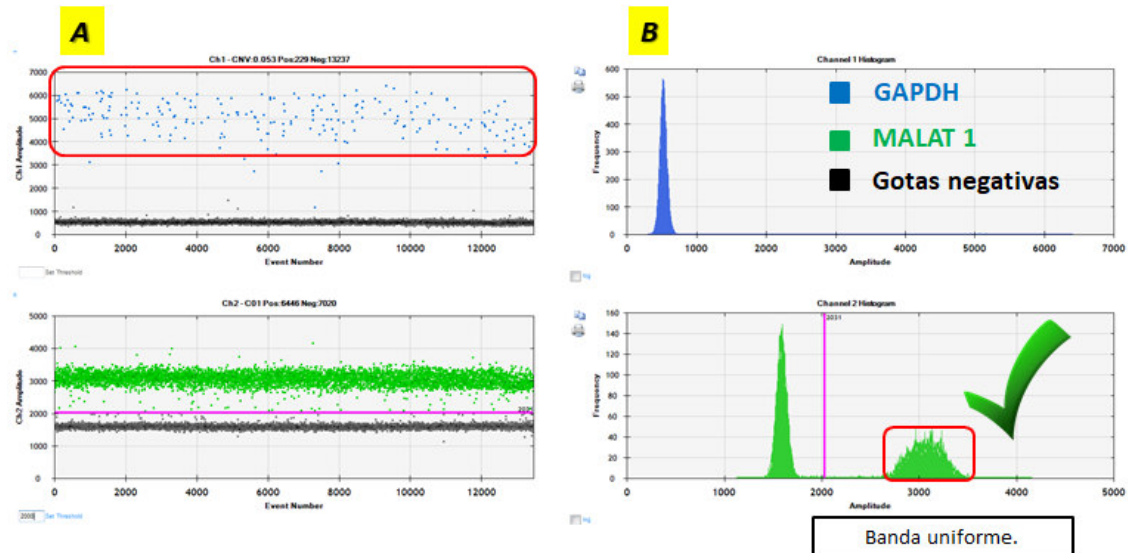 A
B
Ch1 - CNV:0.053 Pos:229 Neg:13237
7000
6000
5000
4000
3000
2000
1000
0
Ch1 Amplitude
0 2000 4000 6000 8000 10000 12000
Event Number
Set Threshold
Channel 1 Histogram
600
500
400
300
200
100
0
Frequency
GAPDH
MALAT 1
Gotas negativas
0 1000 2000 3000 4000 5000 6000 7000
Amplitude
log
Ch2 - C01 Pos:6446 Neg:7020
5000
4000
3000
2000
1000
0
Ch2 Amplitude
2031
0 2000 4000 6000 8000 10000 12000
Event Number
2000 Set Threshold
Channel 2 Histogram
160
140
120
100
80
60
40
20
0
Frequency
2031
0 1000 2000 3000 4000 5000
Amplitude
log
Banda uniforme.